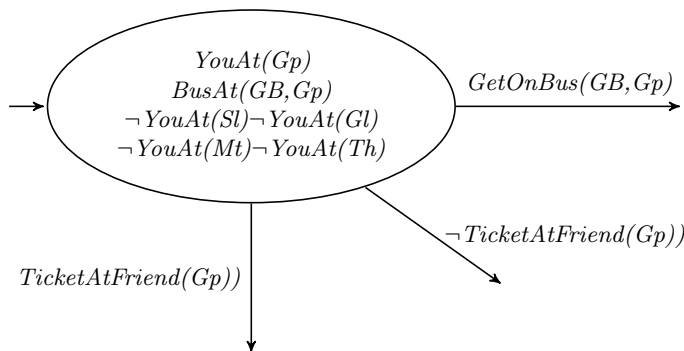 YouAt(Gp)
BusAt(GB,Gp)
¬YouAt(Sl)¬YouAt(Gl)
¬YouAt(Mt)¬YouAt(Th)
GetOnBus(GB,Gp)
¬TicketAtFriend(Gp))
TicketAtFriend(Gp))